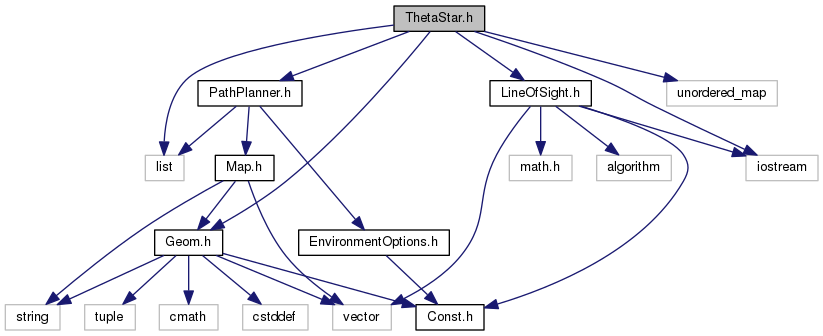 ThetaStar.h
PathPlanner.h
LineOfSight.h
unordered_map
list
Map.h
math.h
algorithm
iostream
Geom.h
EnvironmentOptions.h
string
tuple
cmath
cstddef
vector
Const.h